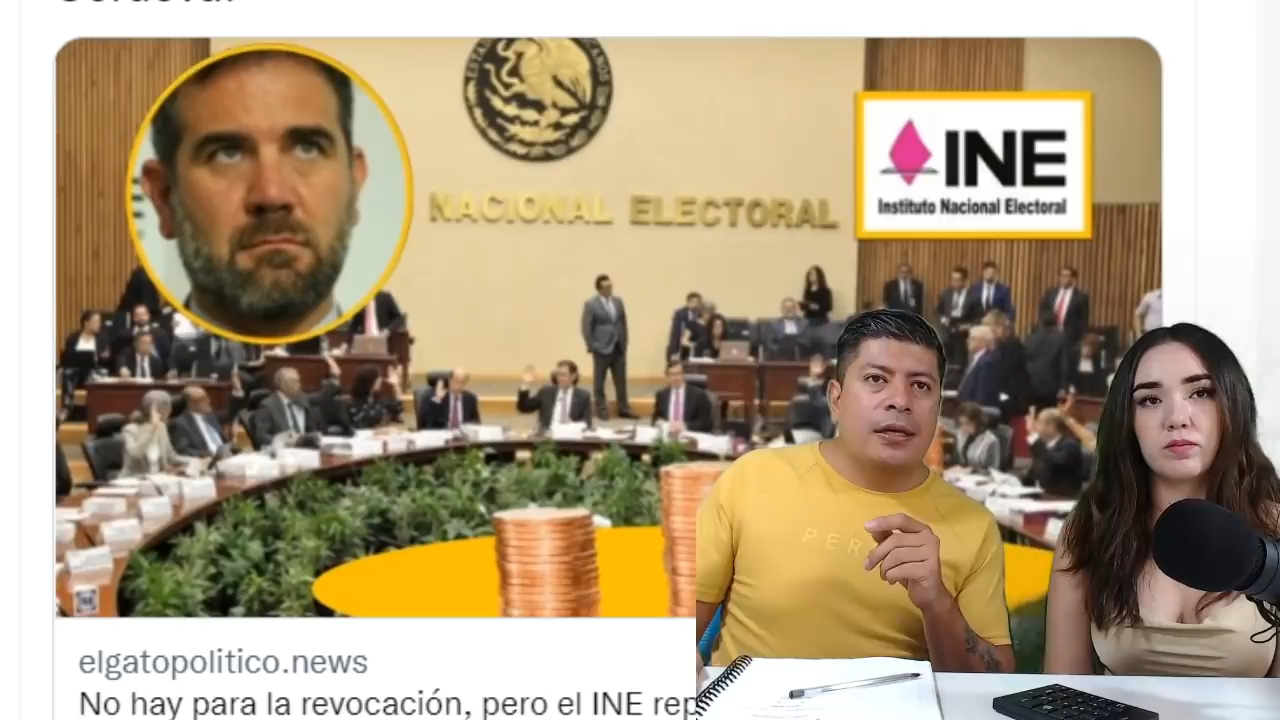 NACIONAL ELECTORAL
INE
Instituto Nacional Electoral
elgatopolitico.news
No hay para la revocación, pero el INE rep